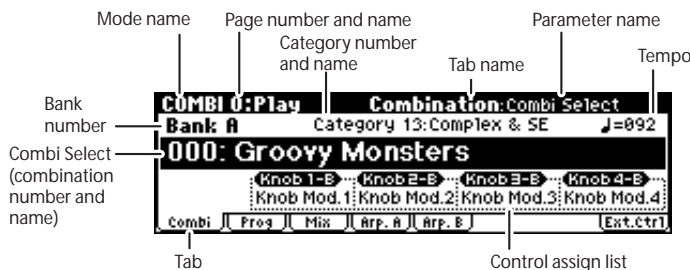 Mode name
Page number and name
Parameter name
Category number
and name
Tab name
Tempo
COMBI 0:Play Combination:Combi Select
Bank
number
Bank A Category 13:Complex & SE ♩=092
Combi Select
(combination
number and
name)
000: Groovy Monsters
Knob 1-B Knob 2-B Knob 3-B Knob 4-B
Knob Mod.1 Knob Mod.2 Knob Mod.3 Knob Mod.4
Combi Prog Mix Arp. A Arp. B Ext.Ctrl
Tab
Control assign list